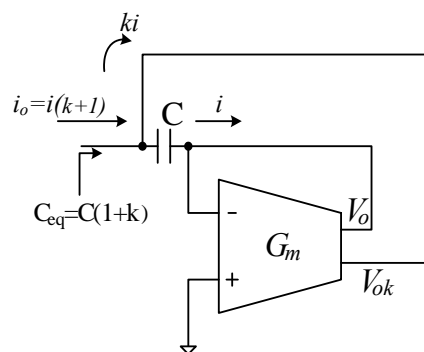 ki
i_o=i(k+1)
C
i
C_eq=C(1+k)
-
+
G_m
V_o
V_ok